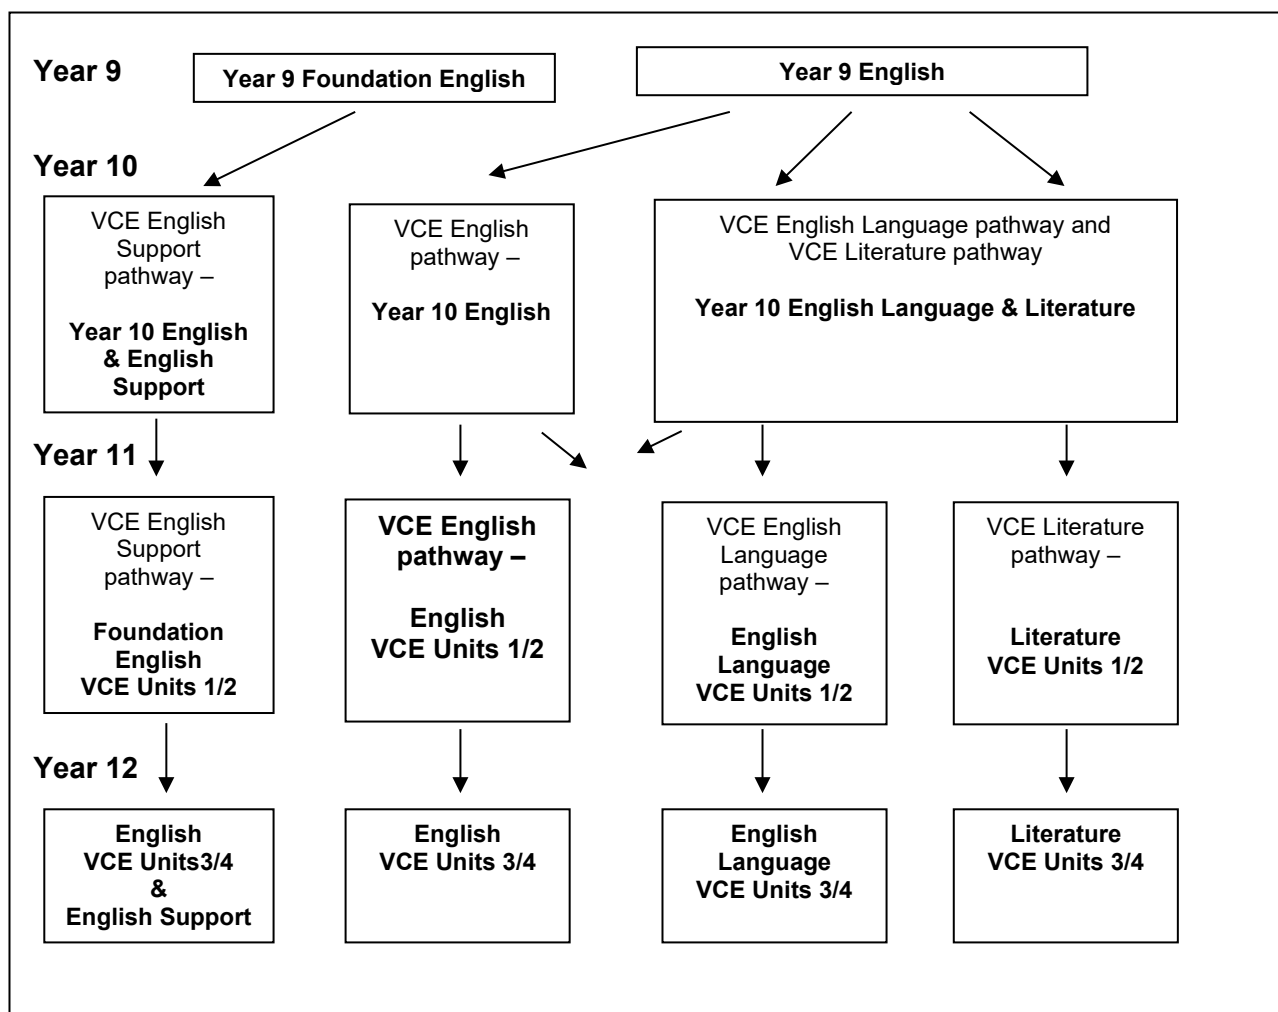 Year 9
Year 9 Foundation English
Year 9 English
Year 10
VCE English
Support
pathway –
Year 10 English
& English
Support
VCE English
pathway –
Year 10 English
VCE English Language pathway and
VCE Literature pathway
Year 10 English Language & Literature
Year 11
VCE English
Support
pathway –
Foundation
English
VCE Units 1/2
VCE English
pathway –
English
VCE Units 1/2
VCE English
Language
pathway –
English
Language
VCE Units 1/2
VCE Literature
pathway –
Literature
VCE Units 1/2
Year 12
English
VCE Units3/4
&
English Support
English
VCE Units 3/4
English
Language
VCE Units 3/4
Literature
VCE Units 3/4